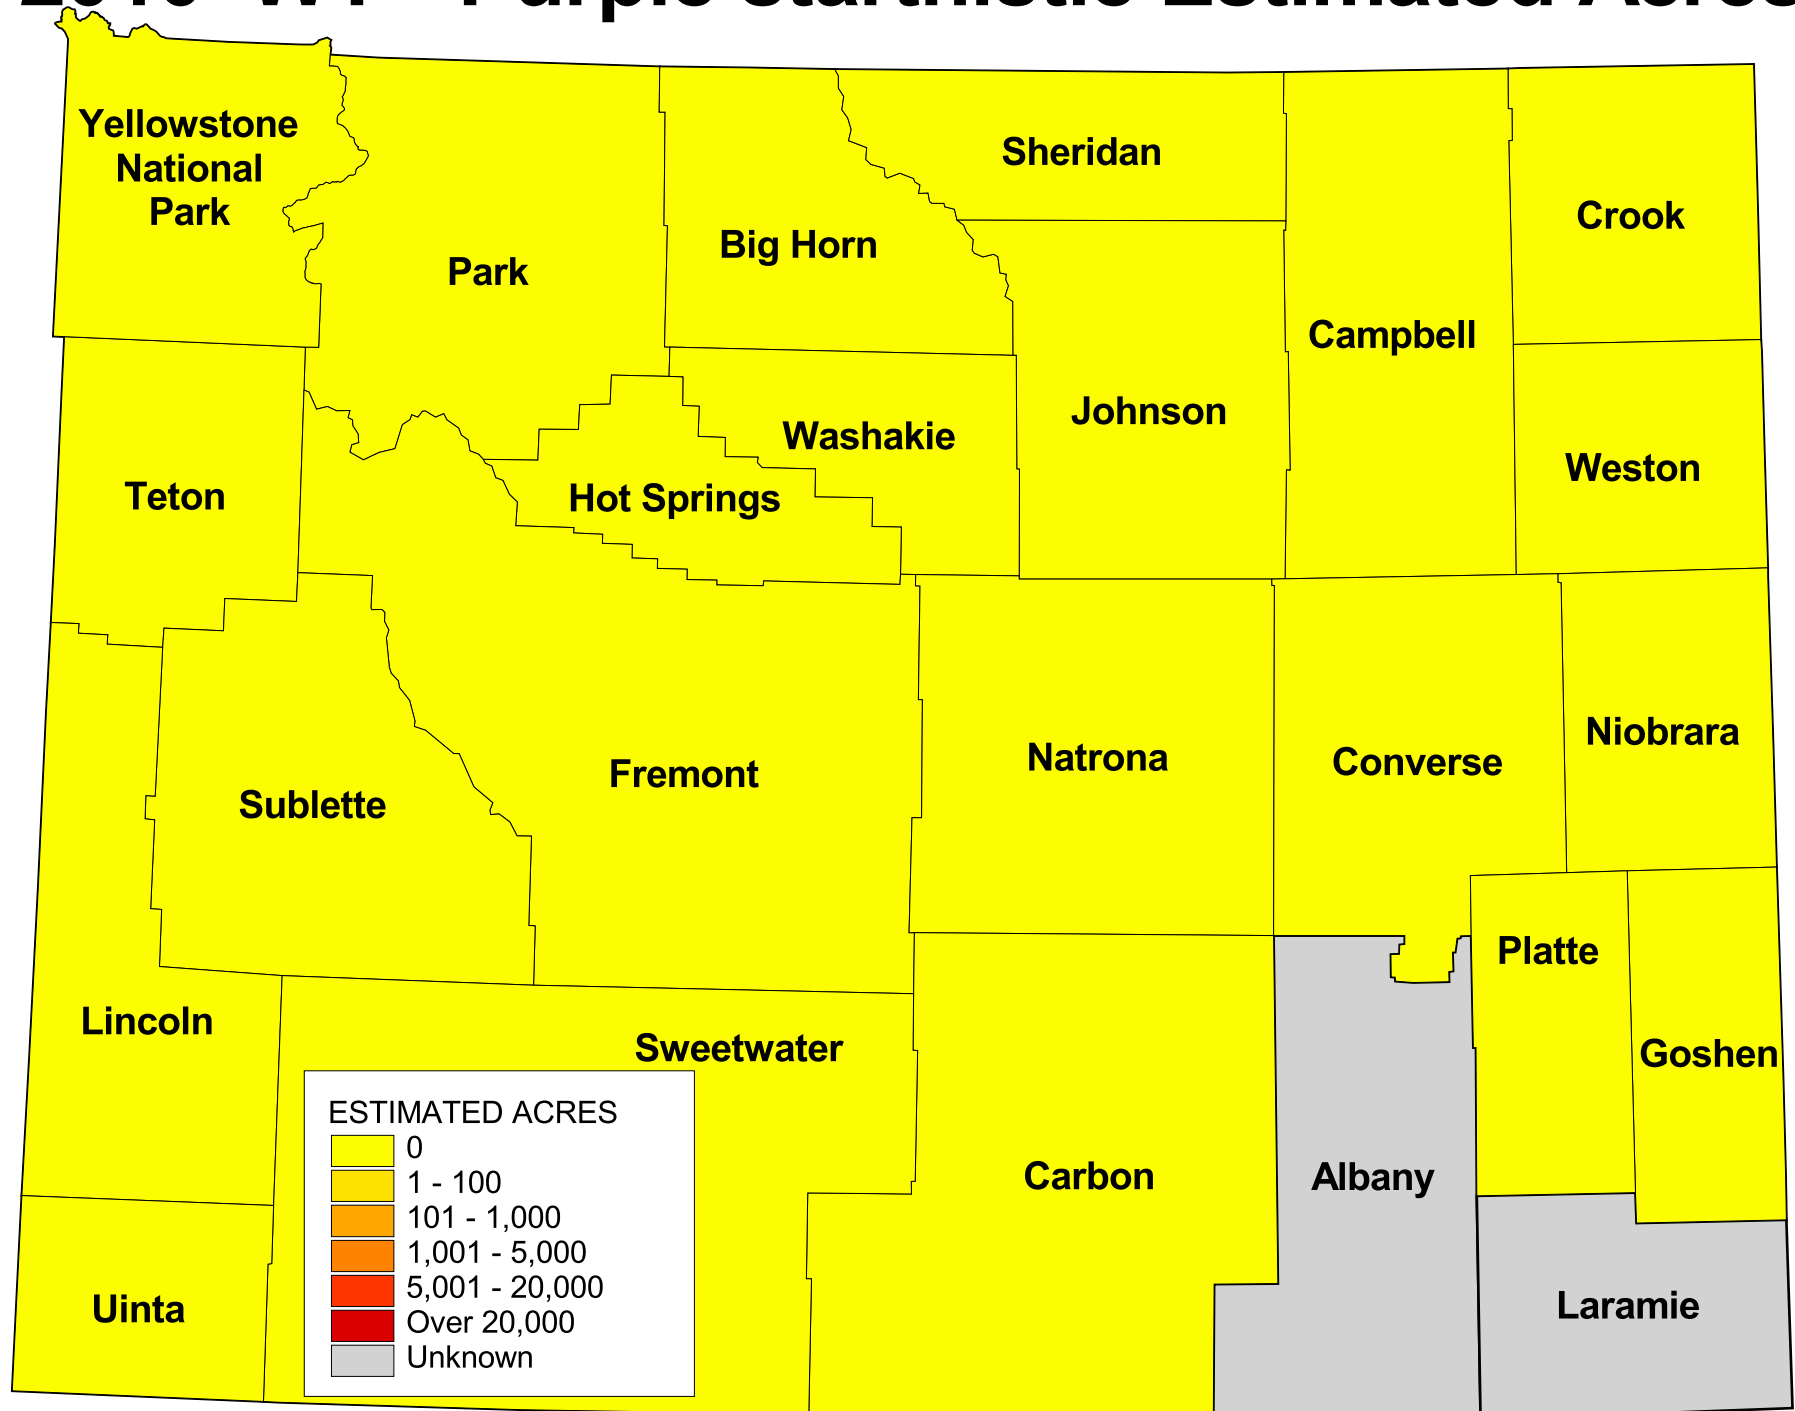 Purple Estimated
Yellowstone
National
Park
Park
Big Horn
Sheridan
Johnson
Campbell
Crook
Weston
Teton
Hot Springs
Washakie
Sublette
Fremont
Natrona
Converse
Niobrara
Lincoln
Sweetwater
Carbon
Albany
Platte
Goshen
Laramie
Uinta
ESTIMATED ACRES
0
1 - 100
101 - 1,000
1,001 - 5,000
5,001 - 20,000
Over 20,000
Unknown